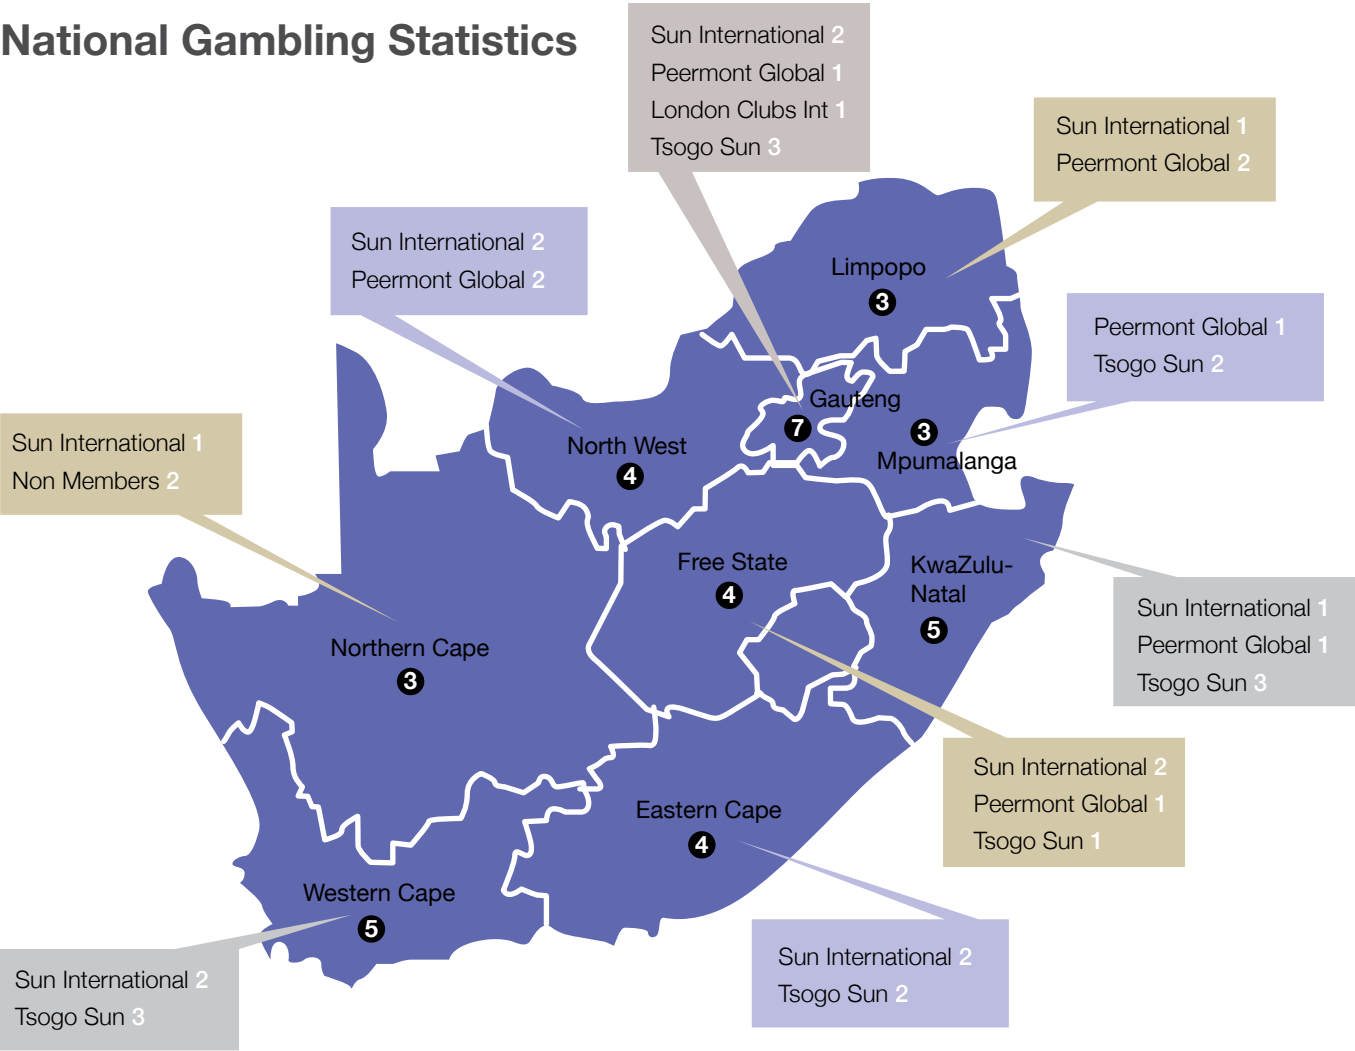 National Gambling Statistics
Sun International 2
Peermont Global 1
London Clubs Int 1
Tsogo Sun 3
Sun International 1
Peermont Global 2
Sun International 2
Peermont Global 2
Limpopo
3
Peermont Global 1
Tsogo Sun 2
Gauteng
7
3
Mpumalanga
North West
4
Sun International 1
Non Members 2
Free State
4
KwaZulu-
Natal
5
Sun International 1
Peermont Global 1
Tsogo Sun 3
Northern Cape
3
Sun International 2
Peermont Global 1
Tsogo Sun 1
Eastern Cape
4
Western Cape
5
Sun International 2
Tsogo Sun 2
Sun International 2
Tsogo Sun 3